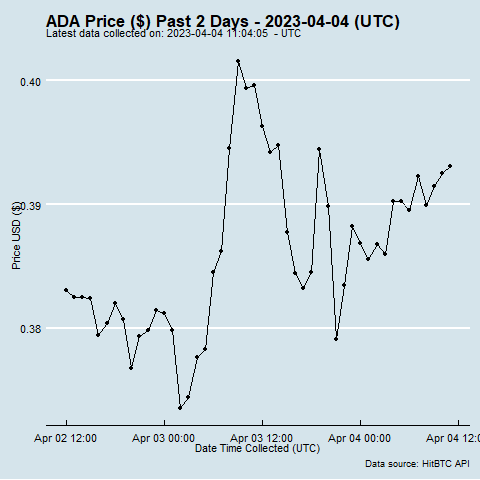 ADA Price ($) Past 2 Days - 2023-04-04 (UTC)
Latest data collected on: 2023-04-04 11:04:05 - UTC
0.40
0.39
0.38
Price USD ($)
Apr 02 12:00
Apr 03 00:00
Apr 03 12:00
Apr 04 00:00
Apr 04 12:
Date Time Collected (UTC)
Data source: HitBTC API